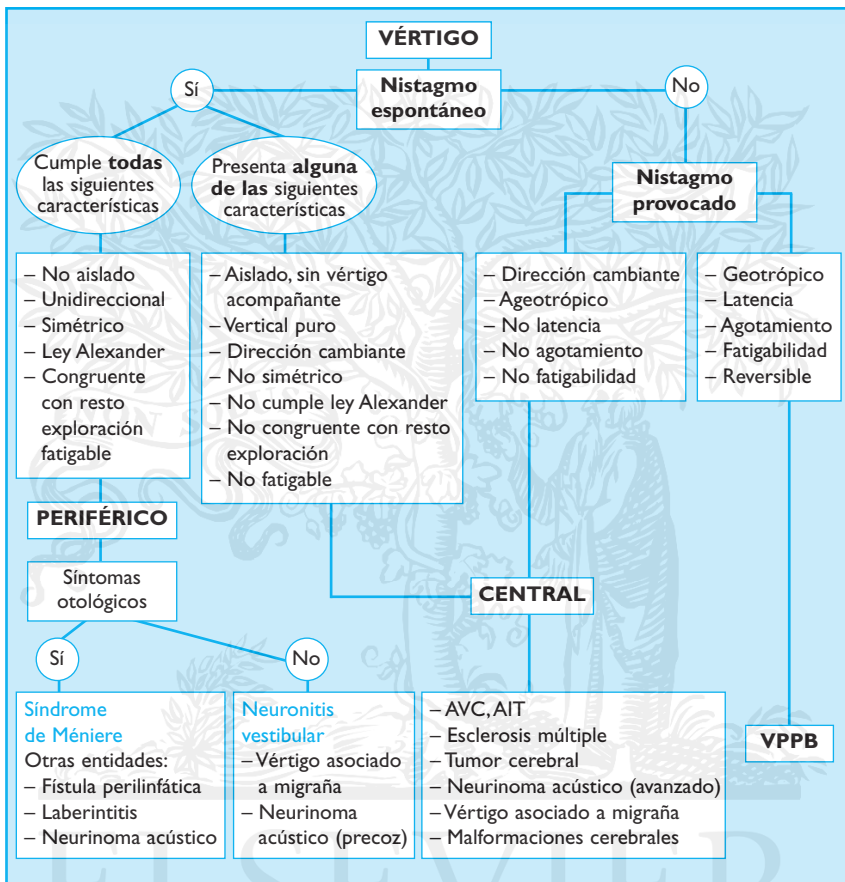 VÉRTIGO
Sí
Nistagmo
espontáneo
No
Cumple todas
las siguientes
características
Presenta alguna
de las siguientes
características
Nistagmo
provocado
– No aislado
– Unidireccional
– Simétrico
– Ley Alexander
– Congruente
con resto
exploración
fatigable
– Aislado, sin vértigo
acompañante
– Vertical puro
– Dirección cambiante
– No simétrico
– No cumple ley Alexander
– No congruente con resto
exploración
– No fatigable
– Dirección cambiante
– Ageotrópico
– No latencia
– No agotamiento
– No fatigabilidad
– Geotrópico
– Latencia
– Agotamiento
– Fatigabilidad
– Reversible
PERIFÉRICO
Síntomas
otológicos
CENTRAL
Sí
No
Síndrome
de Méniere
Otras entidades:
– Fístula perilinfática
– Laberintitis
– Neurinoma acústico
Neuronitis
vestibular
– Vértigo asociado
a migraña
– Neurinoma
acústico (precoz)
– AVC, AIT
– Esclerosis múltiple
– Tumor cerebral
– Neurinoma acústico (avanzado)
– Vértigo asociado a migraña
– Malformaciones cerebrales
VPPB
ELSEVIER